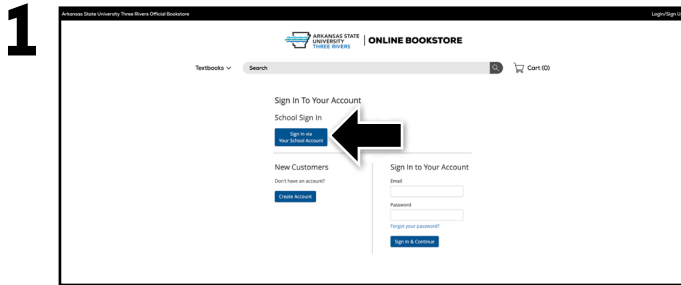 1
Arkansas State University Three Rivers Official Bookstore
Login/Sign U
ARKANSAS STATE
UNIVERSITY
THREE RIVERS
ONLINE BOOKSTORE
Textbooks
Search
Cart (0)
Sign In To Your Account
School Sign In
Sign In via
Your School Account
New Customers
Don't have an account?
Create Account
Sign In to Your Account
Email
Password
Forgot your password?
Sign In & Continue